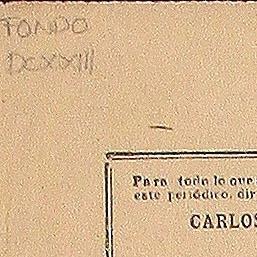 FONDO
DCXXIII
Para todo lo que
este periódico, dir
CARLOS